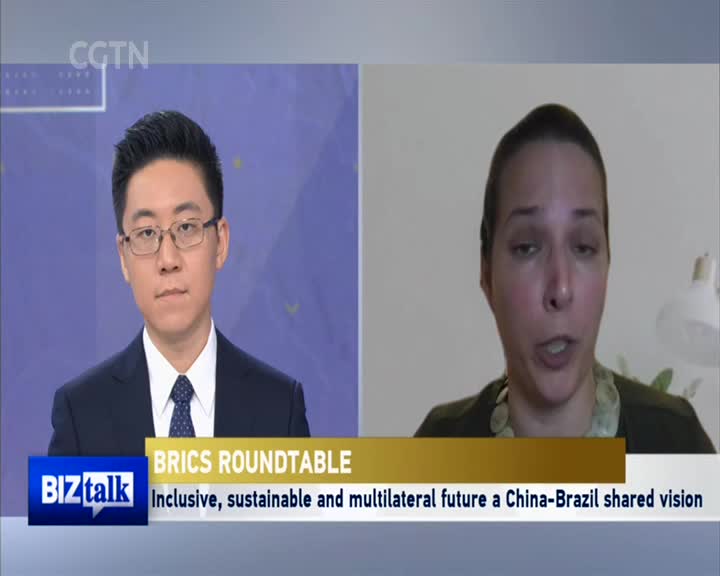 CGTN
BRICS ROUNDTABLE
BIZtalk
Inclusive, sustainable and multilateral future a China-Brazil shared vision